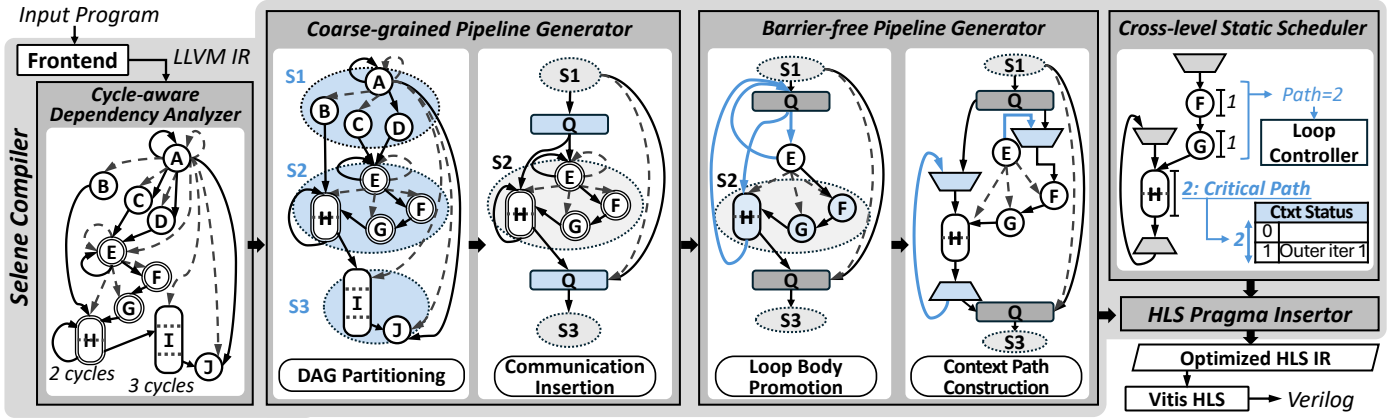 Input Program
Frontend
LLVM IR
Selene Compiler
Cycle-aware
Dependency Analyzer
A
B
C
D
E
F
G
H
I
J
2 cycles
3 cycles
Coarse-grained Pipeline Generator
S1
A
B
C
D
S2
E
F
H
G
S3
I
J
DAG Partitioning
S1
Q
S2
E
F
H
G
Q
S3
Communication
Insertion
Barrier-free Pipeline Generator
S1
Q
E
S2
H
F
G
Q
S3
Loop Body
Promotion
S1
Q
E
F
G
H
Q
S3
Context Path
Construction
Cross-level Static Scheduler
F
1
G
1
Path=2
Loop
Controller
H
2: Critical Path
2
Ctxt Status
0
1 Outer iter 1
HLS Pragma Insertor
Optimized HLS IR
Vitis HLS
Verilog